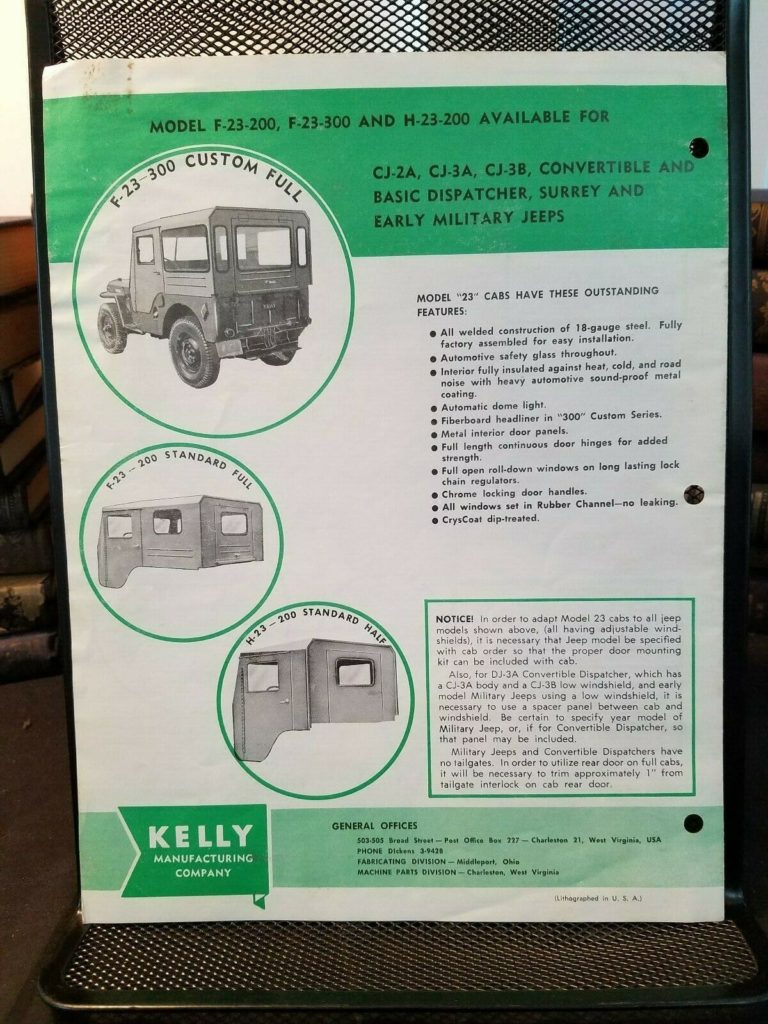 MODEL F-23-200, F-23-300 AND H-23-200 AVAILABLE FOR
CJ-2A, CJ-3A, CJ-3B, CONVERTIBLE AND
BASIC DISPATCHER, SURREY AND
EARLY MILITARY JEEPS
F-23-300 CUSTOM FULL
MODEL "23" CABS HAVE THESE OUTSTANDING
FEATURES:
● All welded construction of 18-gauge steel. Fully
factory assembled for easy installation.
● Automotive safety glass throughout.
● Interior fully insulated against heat, cold, and road
noise with heavy automotive sound-proof metal
coating.
● Automatic dome light.
● Fiberboard headliner in "300" Custom Series.
● Metal interior door panels.
● Full length continuous door hinges for added
strength.
● Full open roll-down windows on long lasting lock
chain regulators.
● Chrome locking door handles.
● All windows set in Rubber Channel—no leaking.
● CrysCoat dip-treated.
F-23-200 STANDARD FULL
H-23-200 STANDARD HALF
NOTICE! In order to adapt Model 23 cabs to all jeep
models shown above, (all having adjustable wind-
shields), it is necessary that Jeep model be specified
with cab order so that the proper door mounting
kit can be included with cab.
Also, for DJ-3A Convertible Dispatcher, which has
a CJ-3A body and a CJ-3B low windshield, and early
model Military Jeeps using a low windshield, it is
necessary to use a spacer panel between cab and
windshield. Be certain to specify year model of
Military Jeep, or, if for Convertible Dispatcher, so
that panel may be included.
Military Jeeps and Convertible Dispatchers have
no tailgates. In order to utilize rear door on full cabs,
it will be necessary to trim approximately 1" from
tailgate interlock on cab rear door.
KELLY
MANUFACTURING
COMPANY
GENERAL OFFICES
503-505 Broad Street — Post Office Box 227 — Charleston 21, West Virginia, USA
PHONE DIckens 3-9428
FABRICATING DIVISION — Middleport, Ohio
MACHINE PARTS DIVISION — Charleston, West Virginia
(Lithographed in U. S. A.)